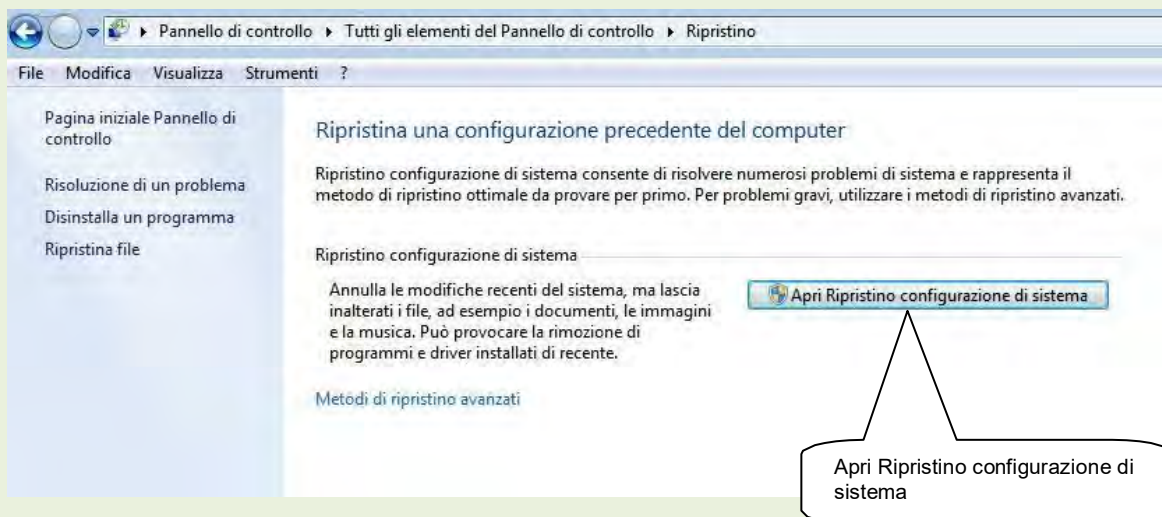 Pannello di controllo Tutti gli elementi del Pannello di controllo Ripristino
File Modifica Visualizza Strumenti ?
Pagina iniziale Pannello di
controllo
Risoluzione di un problema
Disinstalla un programma
Ripristina file
Ripristina una configurazione precedente del computer
Ripristino configurazione di sistema consente di risolvere numerosi problemi di sistema e rappresenta il
metodo di ripristino ottimale da provare per primo. Per problemi gravi, utilizzare i metodi di ripristino avanzati.
Ripristino configurazione di sistema
Annulla le modifiche recenti del sistema, ma lascia
inalterati i file, ad esempio i documenti, le immagini
e la musica. Può provocare la rimozione di
programmi e driver installati di recente.
Apri Ripristino configurazione di sistema
Metodi di ripristino avanzati
Apri Ripristino configurazione di
sistema